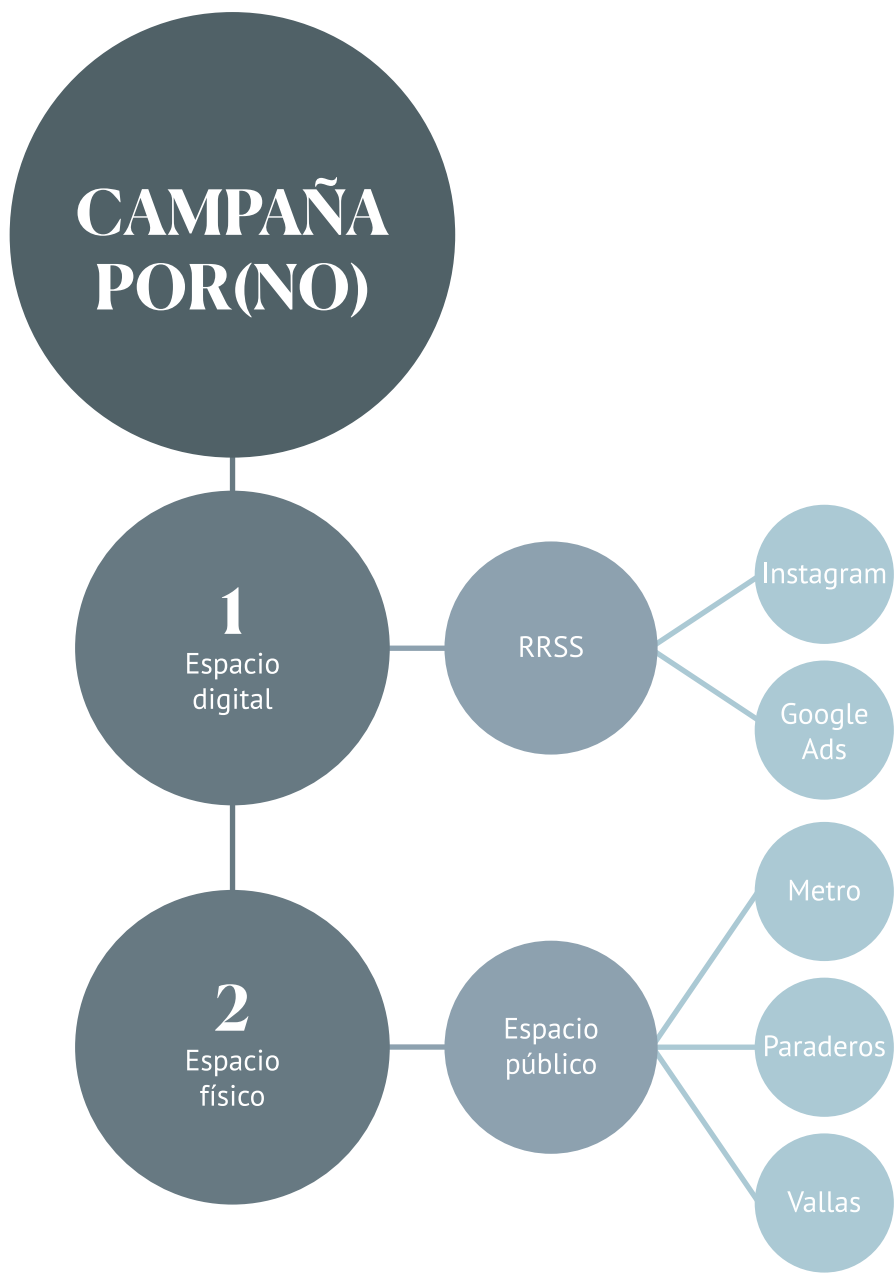 CAMPAÑA
POR(NO)
1
Espacio
digital
RRSS
Instagram
Google
Ads
2
Espacio
físico
Espacio
público
Metro
Paraderos
Vallas